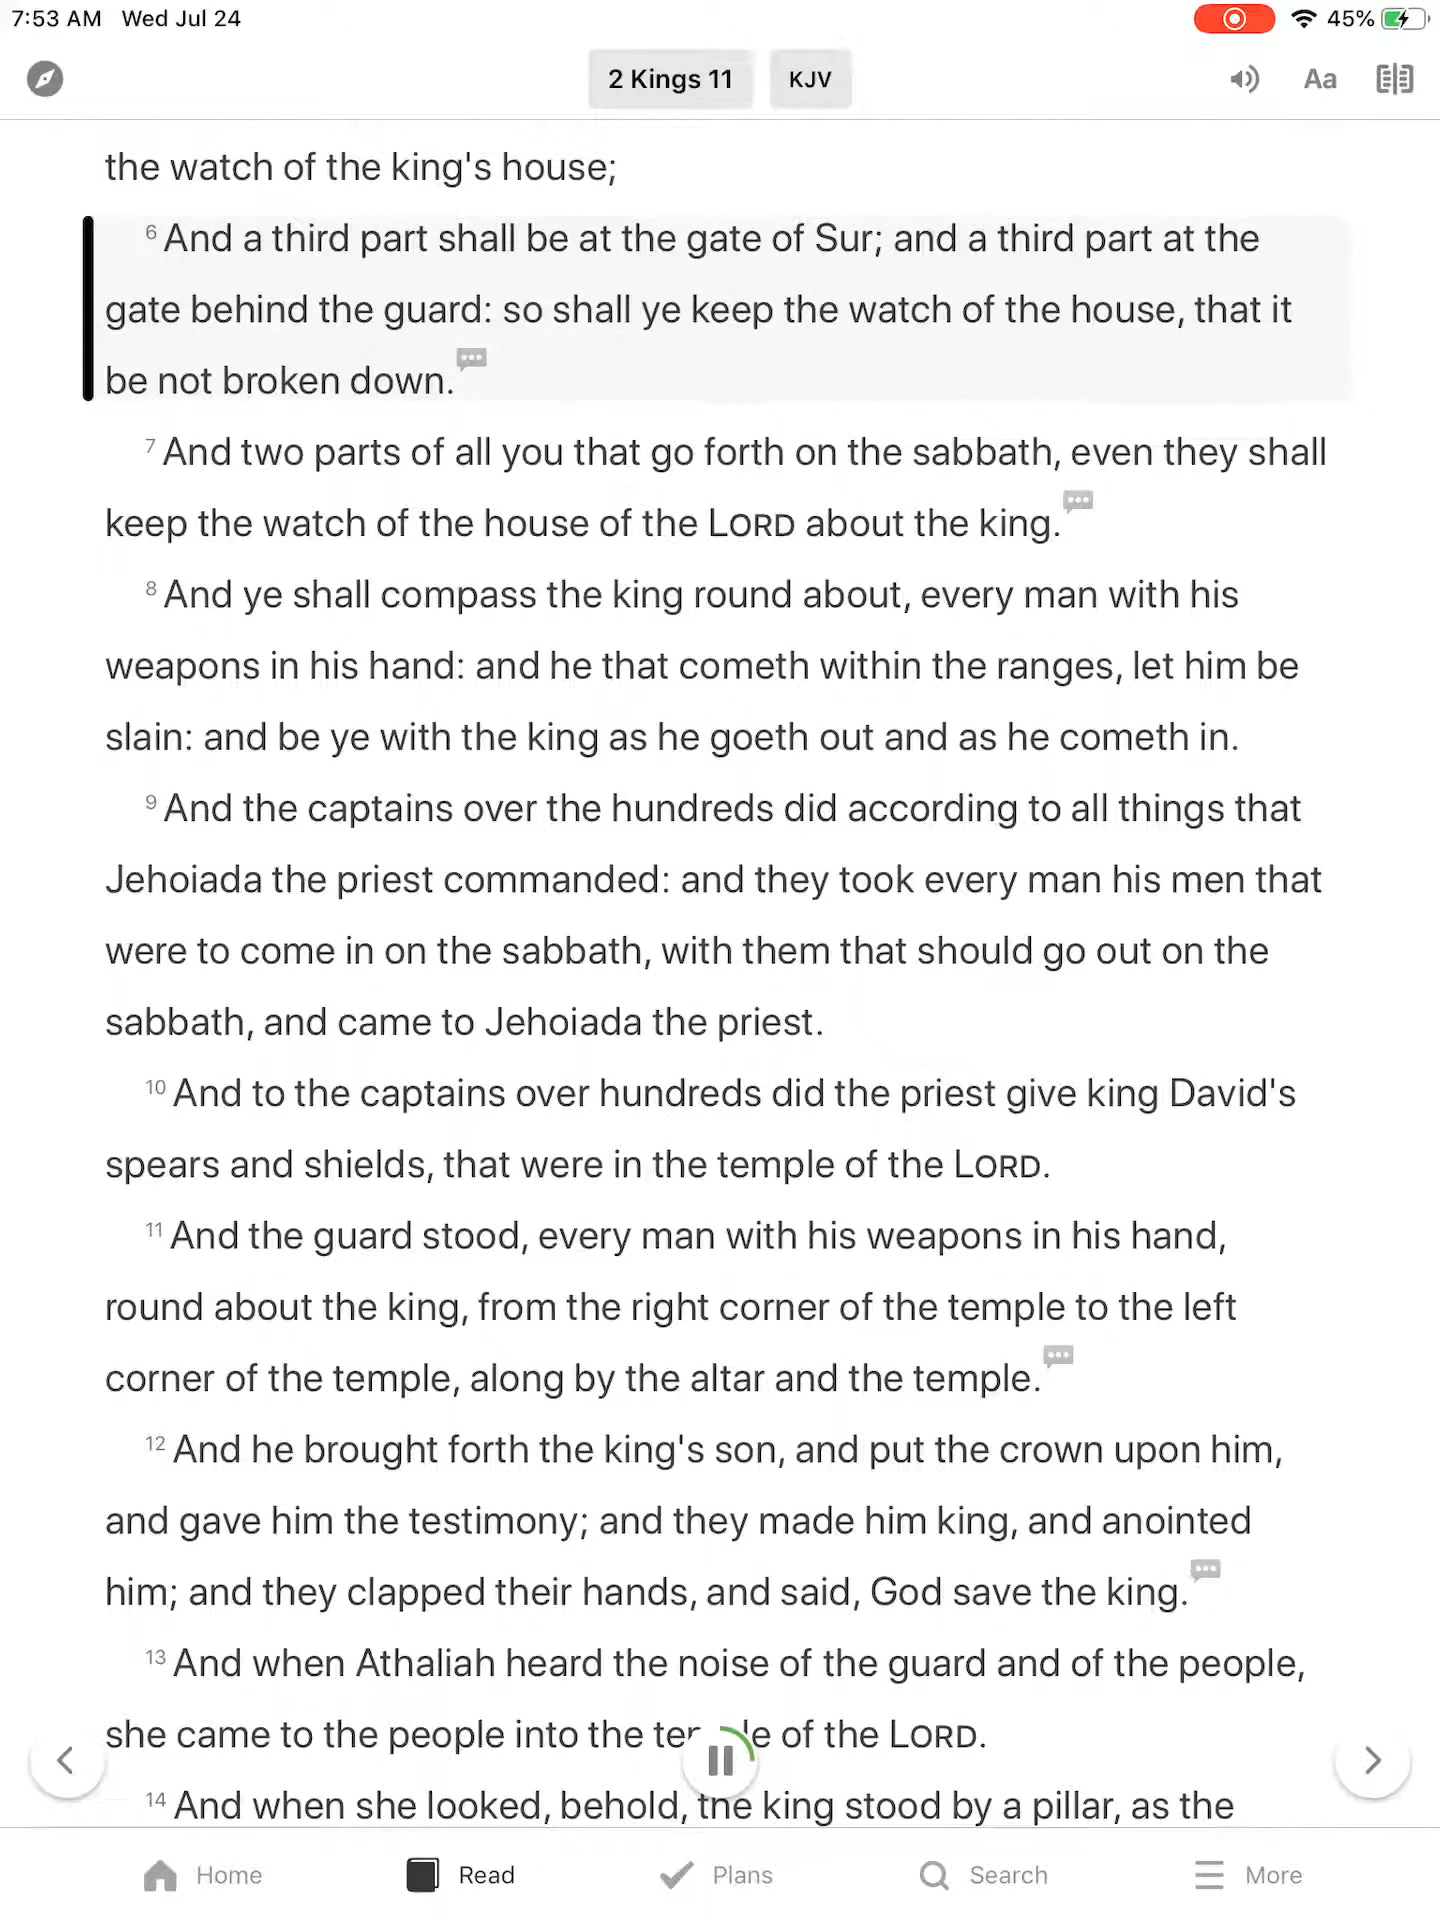 7:53 AM Wed Jul 24 45%
2 Kings 11 KJV Aa
the watch of the king's house;
6 And a third part shall be at the gate of Sur; and a third part at the
gate behind the guard: so shall ye keep the watch of the house, that it
be not broken down.
7 And two parts of all you that go forth on the sabbath, even they shall
keep the watch of the house of the LORD about the king.
8 And ye shall compass the king round about, every man with his
weapons in his hand: and he that cometh within the ranges, let him be
slain: and be ye with the king as he goeth out and as he cometh in.
9 And the captains over the hundreds did according to all things that
Jehoiada the priest commanded: and they took every man his men that
were to come in on the sabbath, with them that should go out on the
sabbath, and came to Jehoiada the priest.
10 And to the captains over hundreds did the priest give king David's
spears and shields, that were in the temple of the LORD.
11 And the guard stood, every man with his weapons in his hand,
round about the king, from the right corner of the temple to the left
corner of the temple, along by the altar and the temple.
12 And he brought forth the king's son, and put the crown upon him,
and gave him the testimony; and they made him king, and anointed
him; and they clapped their hands, and said, God save the king.
13 And when Athaliah heard the noise of the guard and of the people,
she came to the people into the of the LORD.
14 And when she looked, behold, the king stood by a pillar, as the
Home Read Plans Search More